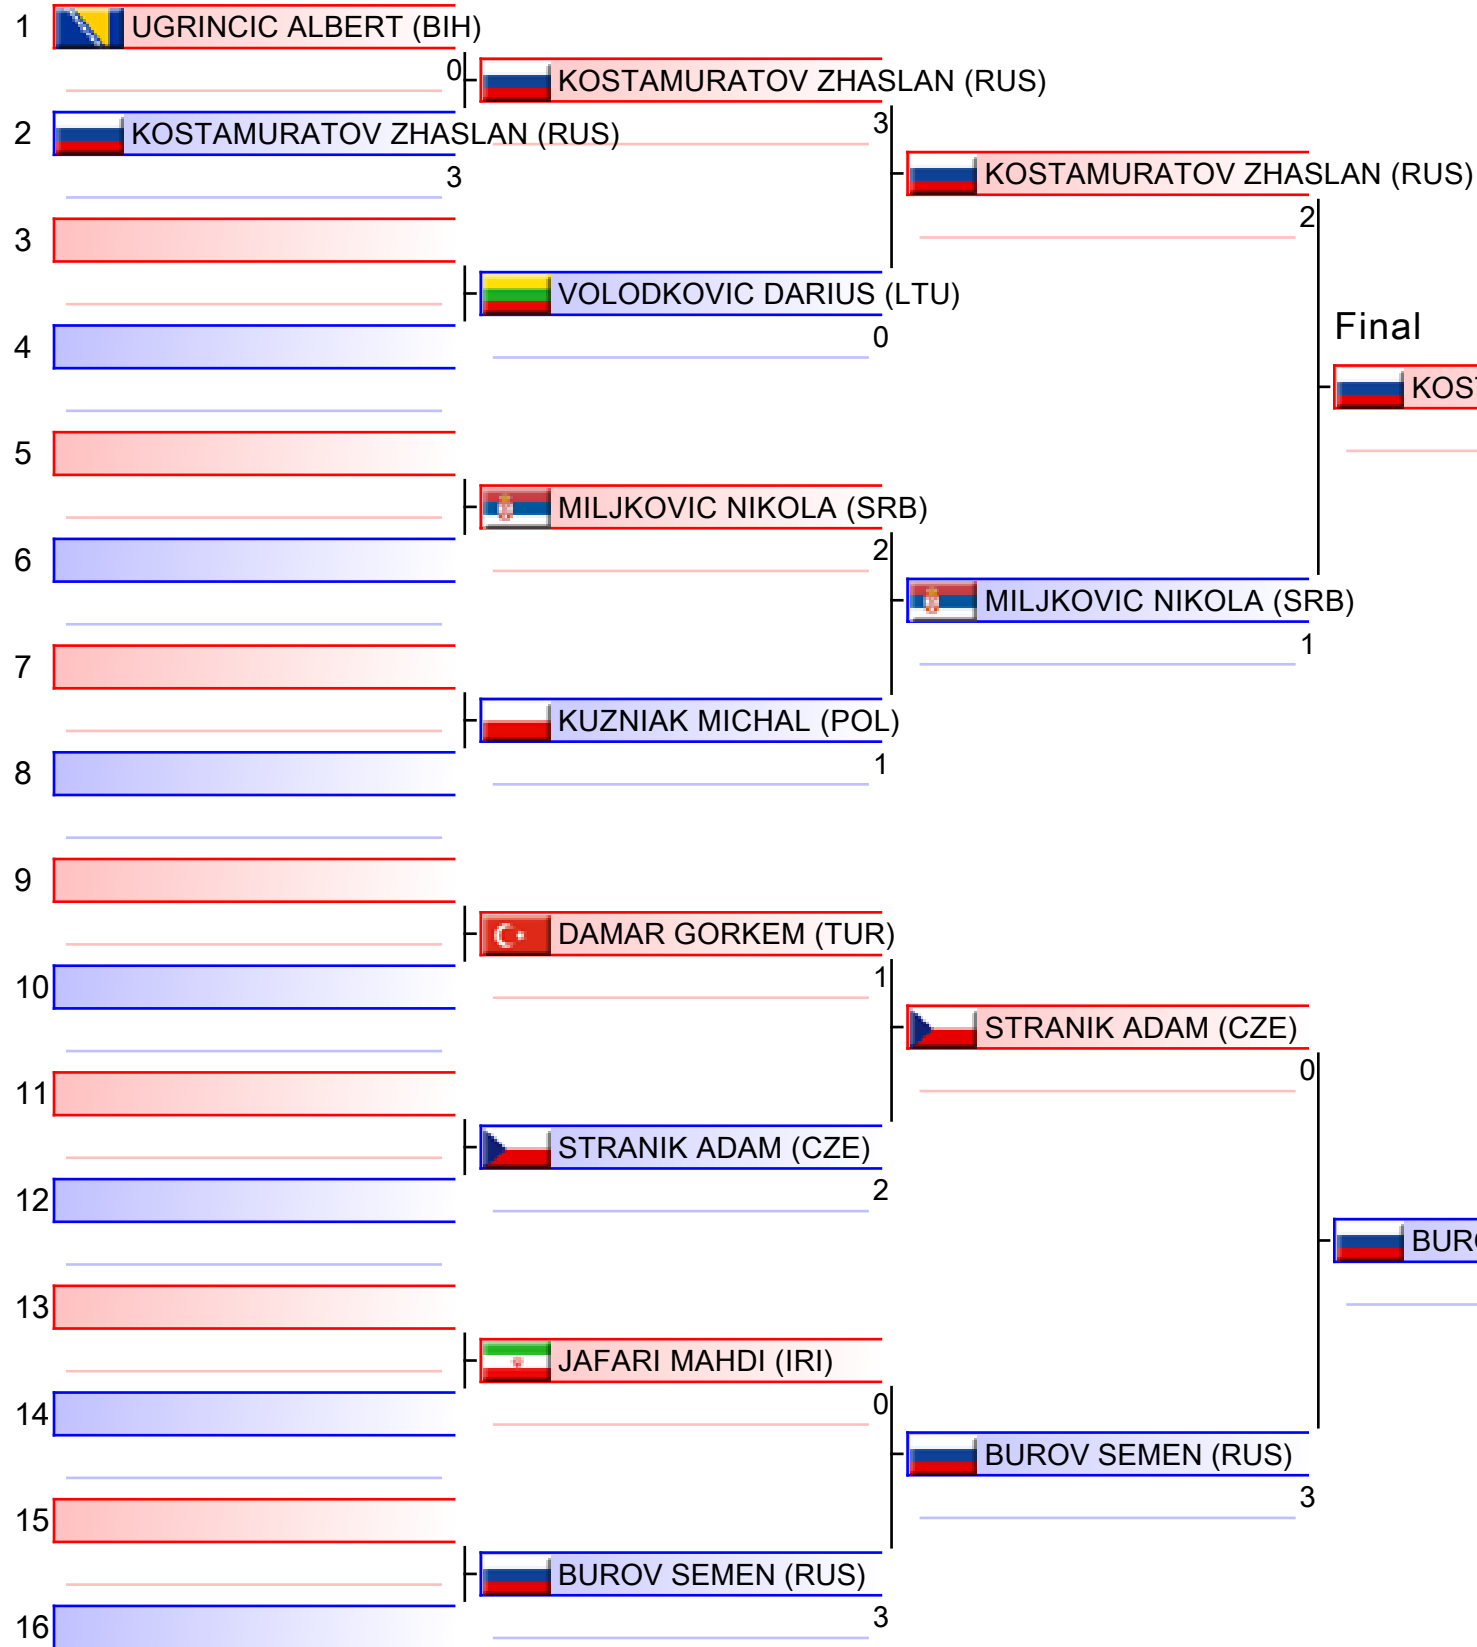 1 UGRINCIC ALBERT (BIH)
0
KOSTAMURATOV ZHASLAN (RUS)
3
2 KOSTAMURATOV ZHASLAN (RUS)
3
KOSTAMURATOV ZHASLAN (RUS)
2
3
VOLODKOVIC DARIUS (LTU)
0
4
Final
KOST
5
MILJKOVIC NIKOLA (SRB)
2
6
MILJKOVIC NIKOLA (SRB)
1
7
KUZNIAK MICHAL (POL)
1
8
9
DAMAR GORKEM (TUR)
1
10
STRANIK ADAM (CZE)
0
11
STRANIK ADAM (CZE)
2
12
BURO
13
JAFARI MAHDI (IRI)
0
14
BUROV SEMEN (RUS)
3
15
BUROV SEMEN (RUS)
3
16